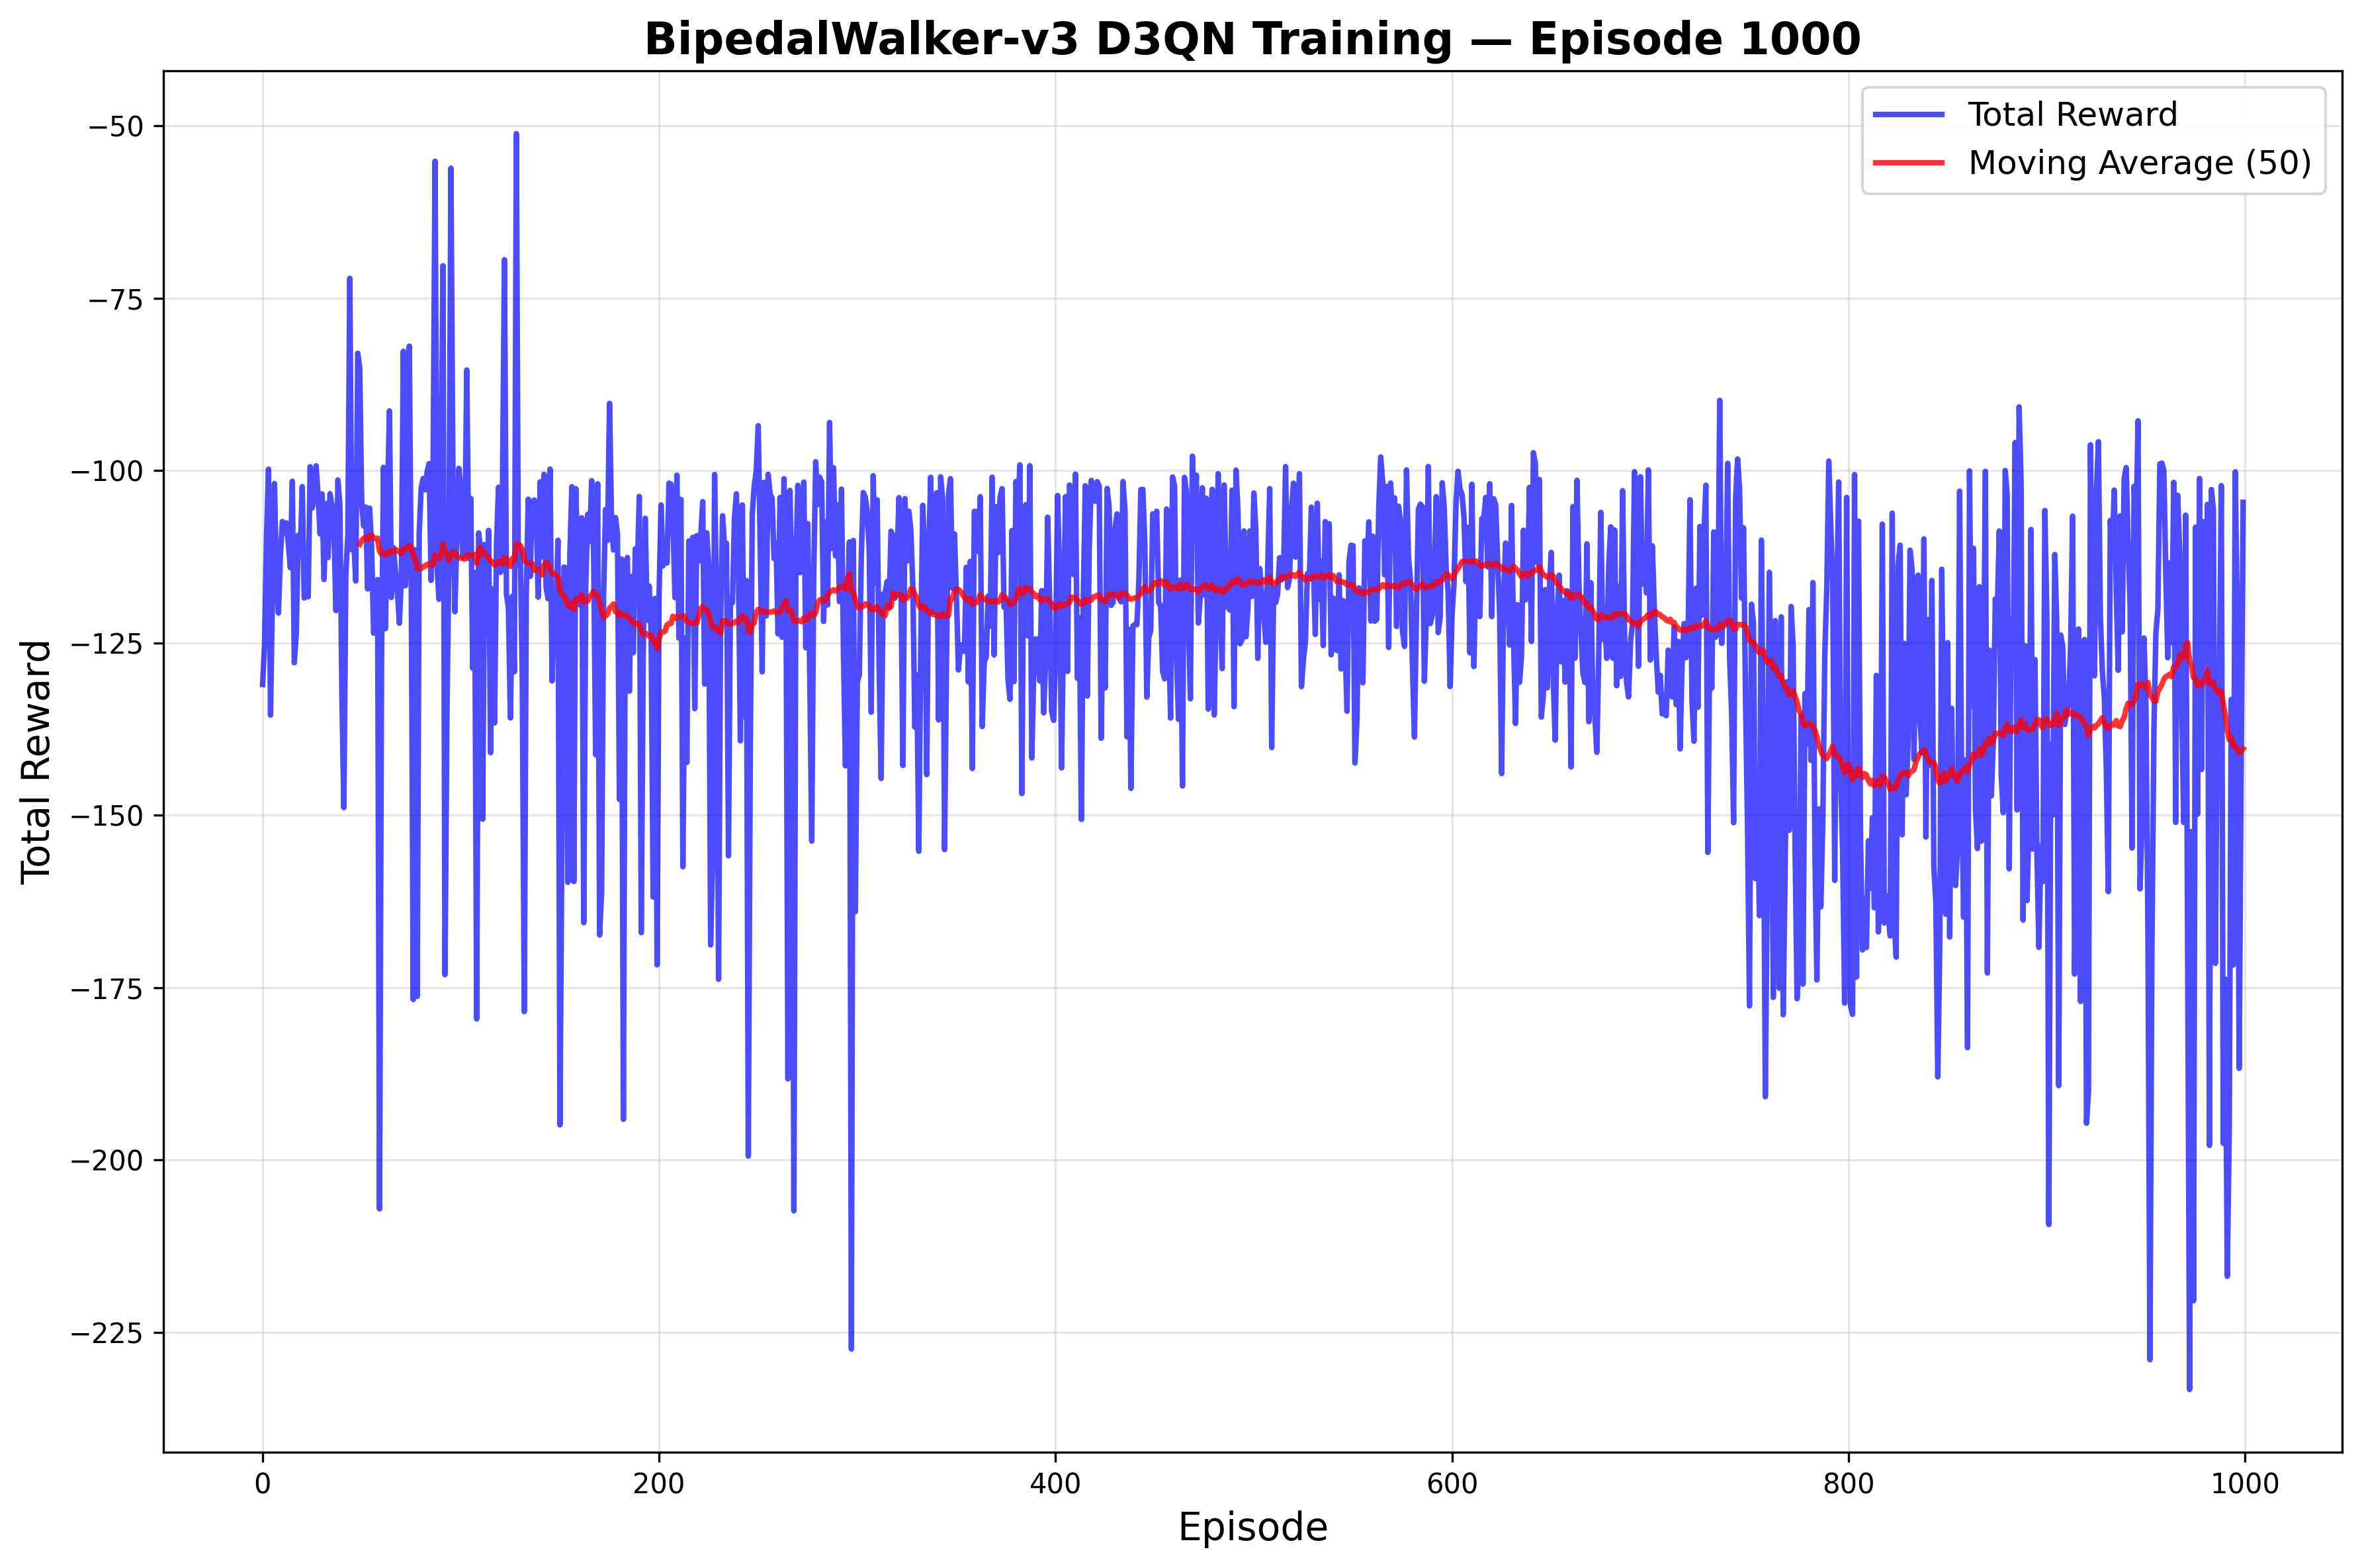 BipedalWalker-v3 D3QN Training — Episode 1000
Total Reward
Moving Average (50)
Total Reward
−50
−75
−100
−125
−150
−175
−200
−225
0 200 400 600 800 1000
Episode